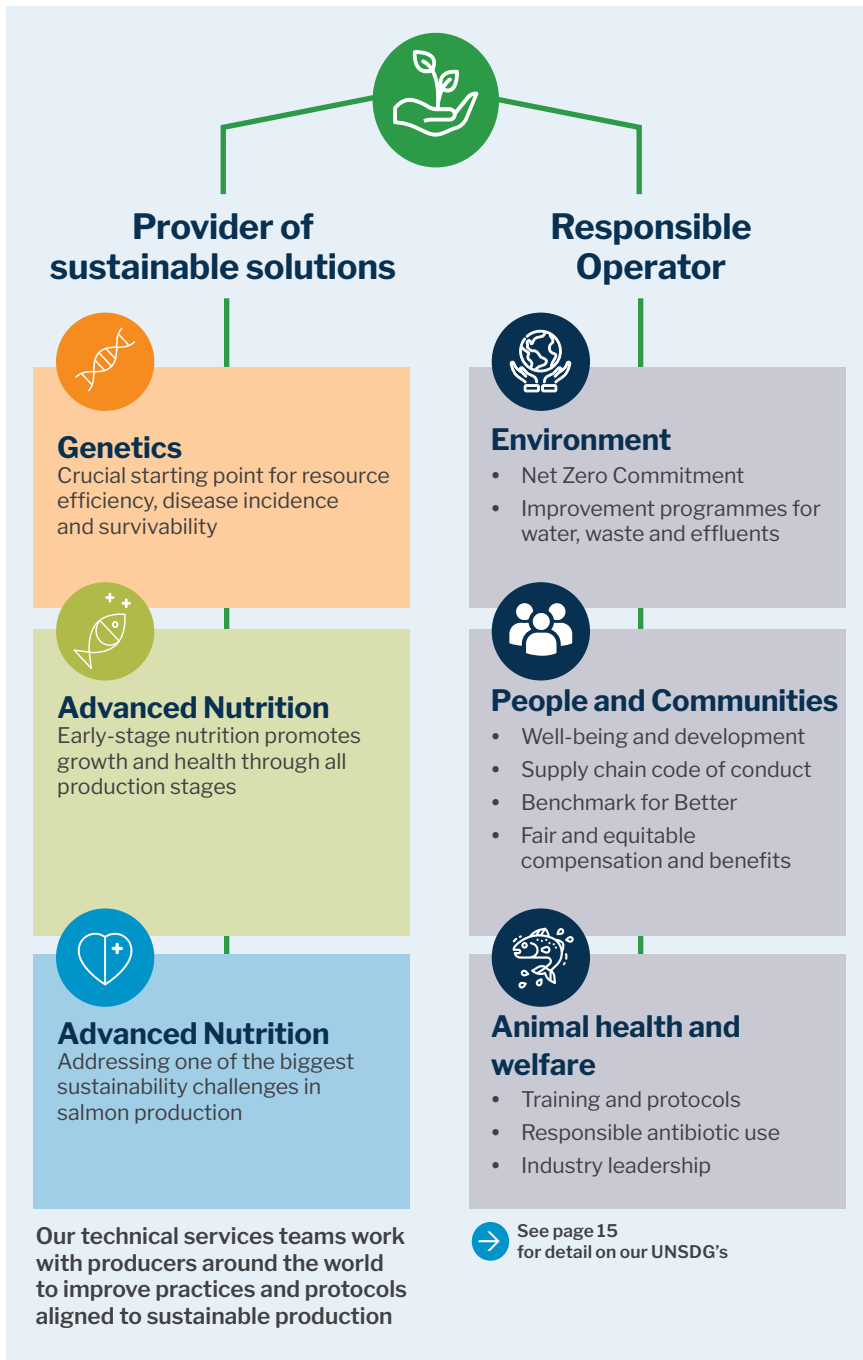 Provider of
sustainable solutions
Genetics
Crucial starting point for resource
efficiency, disease incidence
and survivability
Advanced Nutrition
Early-stage nutrition promotes
growth and health through all
production stages
Advanced Nutrition
Addressing one of the biggest
sustainability challenges in
salmon production
Our technical services teams work
with producers around the world
to improve practices and protocols
aligned to sustainable production
Responsible
Operator
Environment
• Net Zero Commitment
• Improvement programmes for
water, waste and effluents
People and Communities
• Well-being and development
• Supply chain code of conduct
• Benchmark for Better
• Fair and equitable
compensation and benefits
Animal health and
welfare
• Training and protocols
• Responsible antibiotic use
• Industry leadership
See page 15
for detail on our UNSDG's